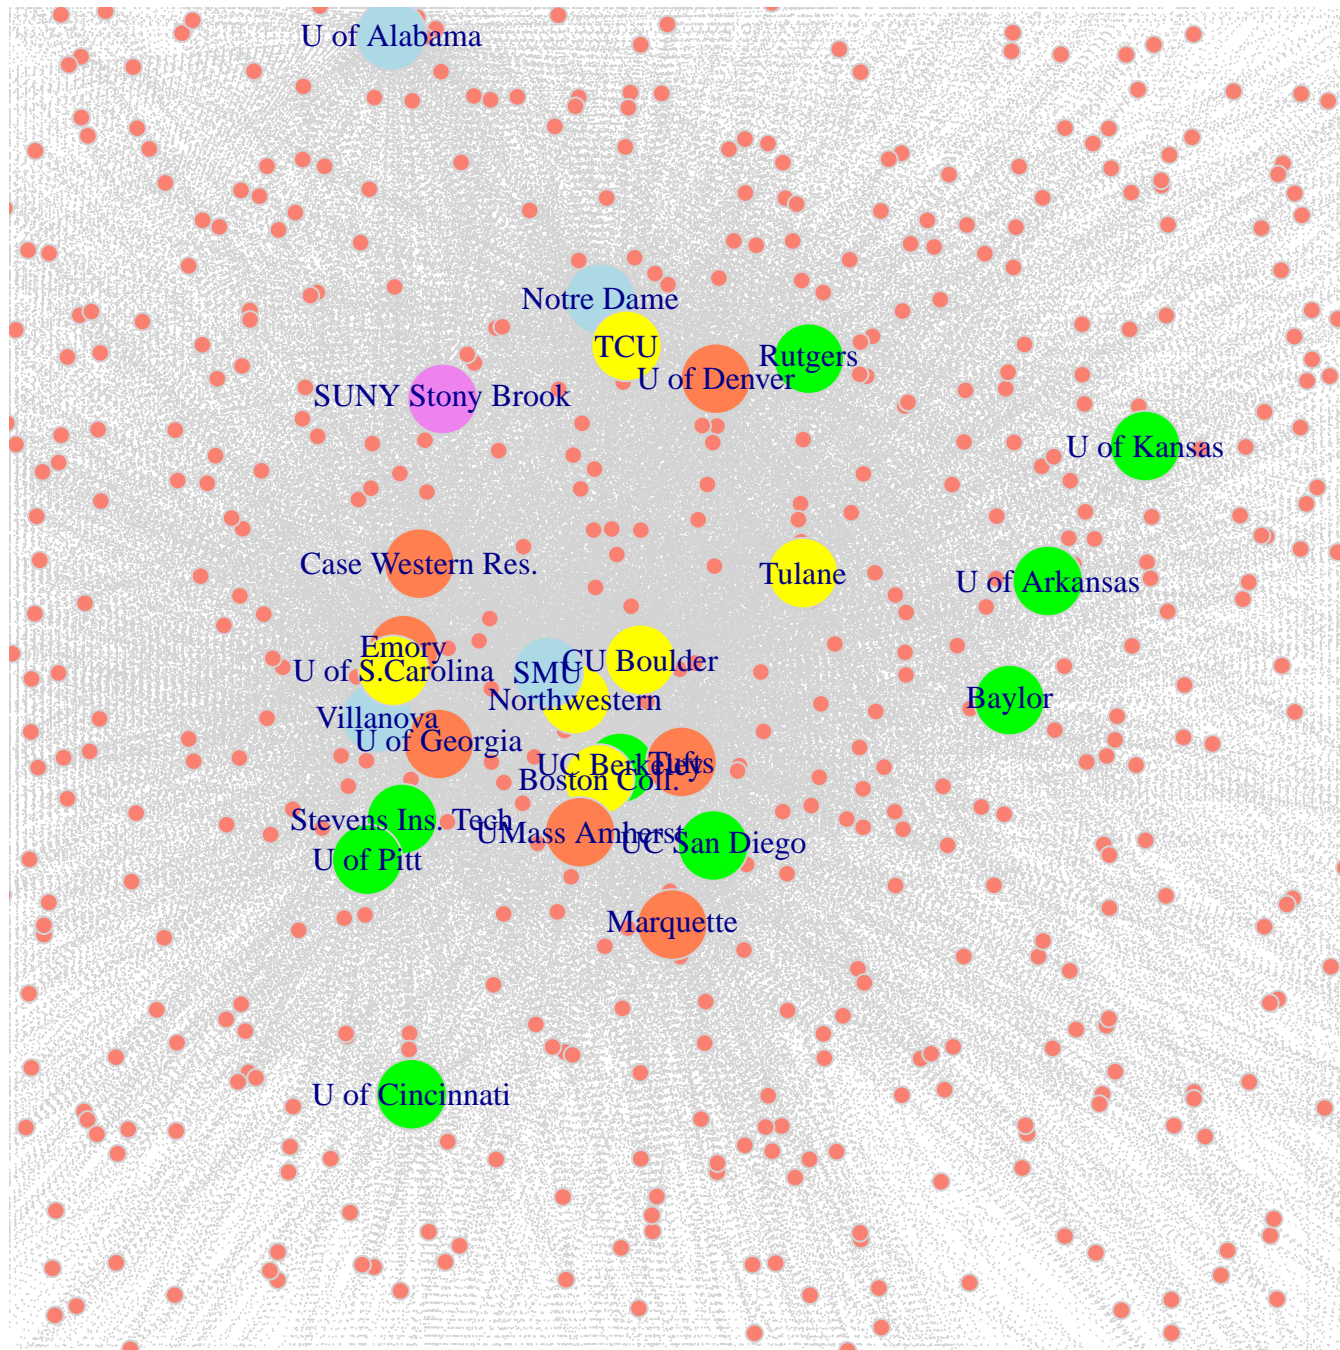 U of Alabama
Notre Dame
TCU
Rutgers
U of Denver
SUNY Stony Brook
U of Kansas
Case Western Res.
Tulane
U of Arkansas
Emory
CU Boulder
U of S.Carolina
SMU
Northwestern
Baylor
Villanova
U of Georgia
UC Berkeley
Tufts
Boston Coll.
Stevens Ins. Tech
UMass Amherst
UC San Diego
U of Pitt
Marquette
U of Cincinnati